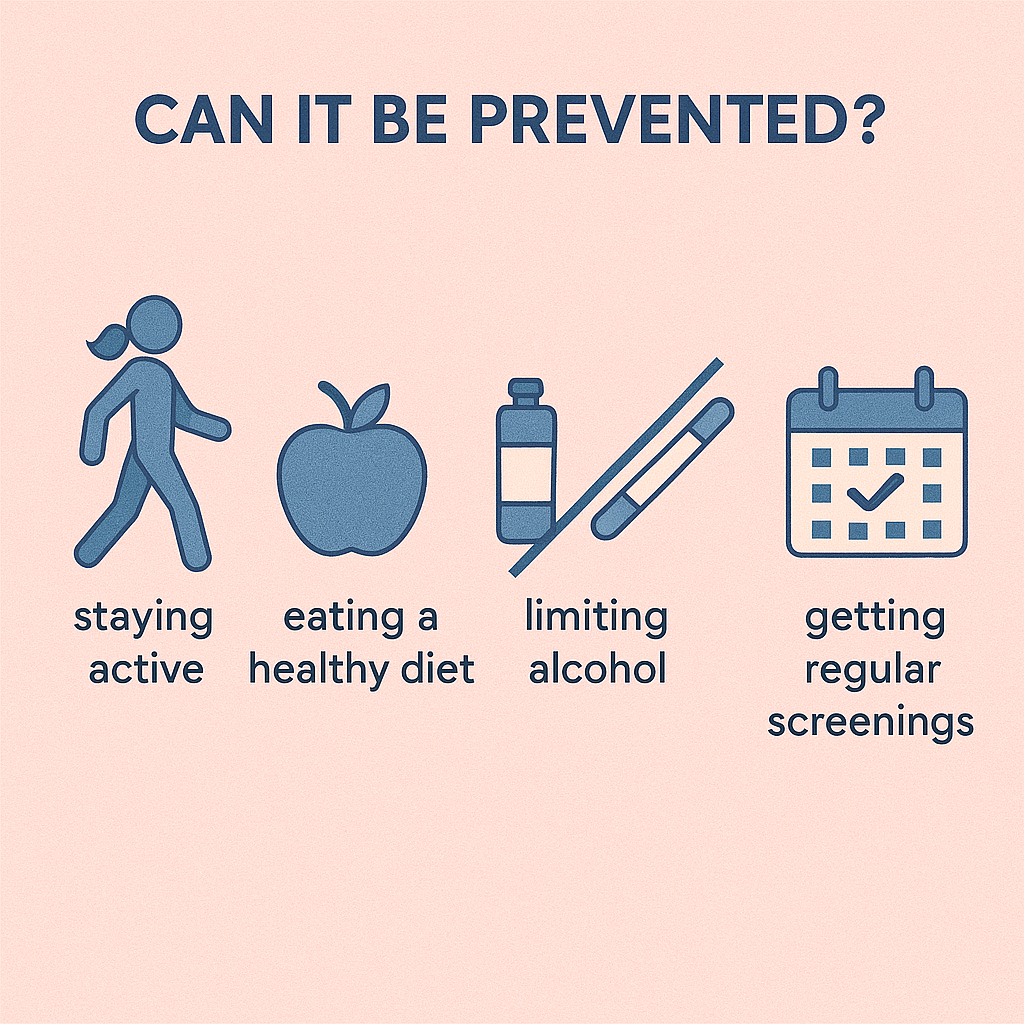 CAN IT BE PREVENTED?
staying
active
eating a
healthy diet
limiting
alcohol
getting
regular
screenings